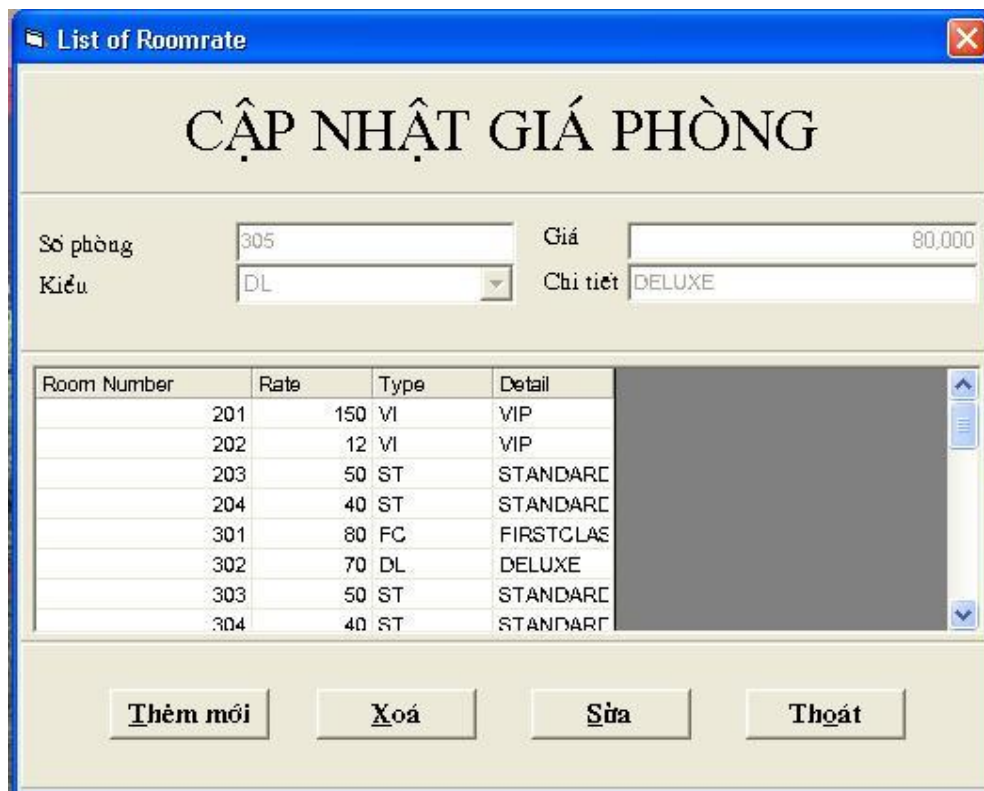 List of Roomrate
CẬP NHẬT GIÁ PHÒNG
Số phòng 305 Giá 80,000
Kiểu DL Chi tiết DELUXE
Room Number Rate Type Detail
201 150 VI VIP
202 12 VI VIP
203 50 ST STANDARD
204 40 ST STANDARD
301 80 FC FIRSTCLAS
302 70 DL DELUXE
303 50 ST STANDARD
304 40 ST STANDARD
Thêm mới Xoá Sửa Thoát